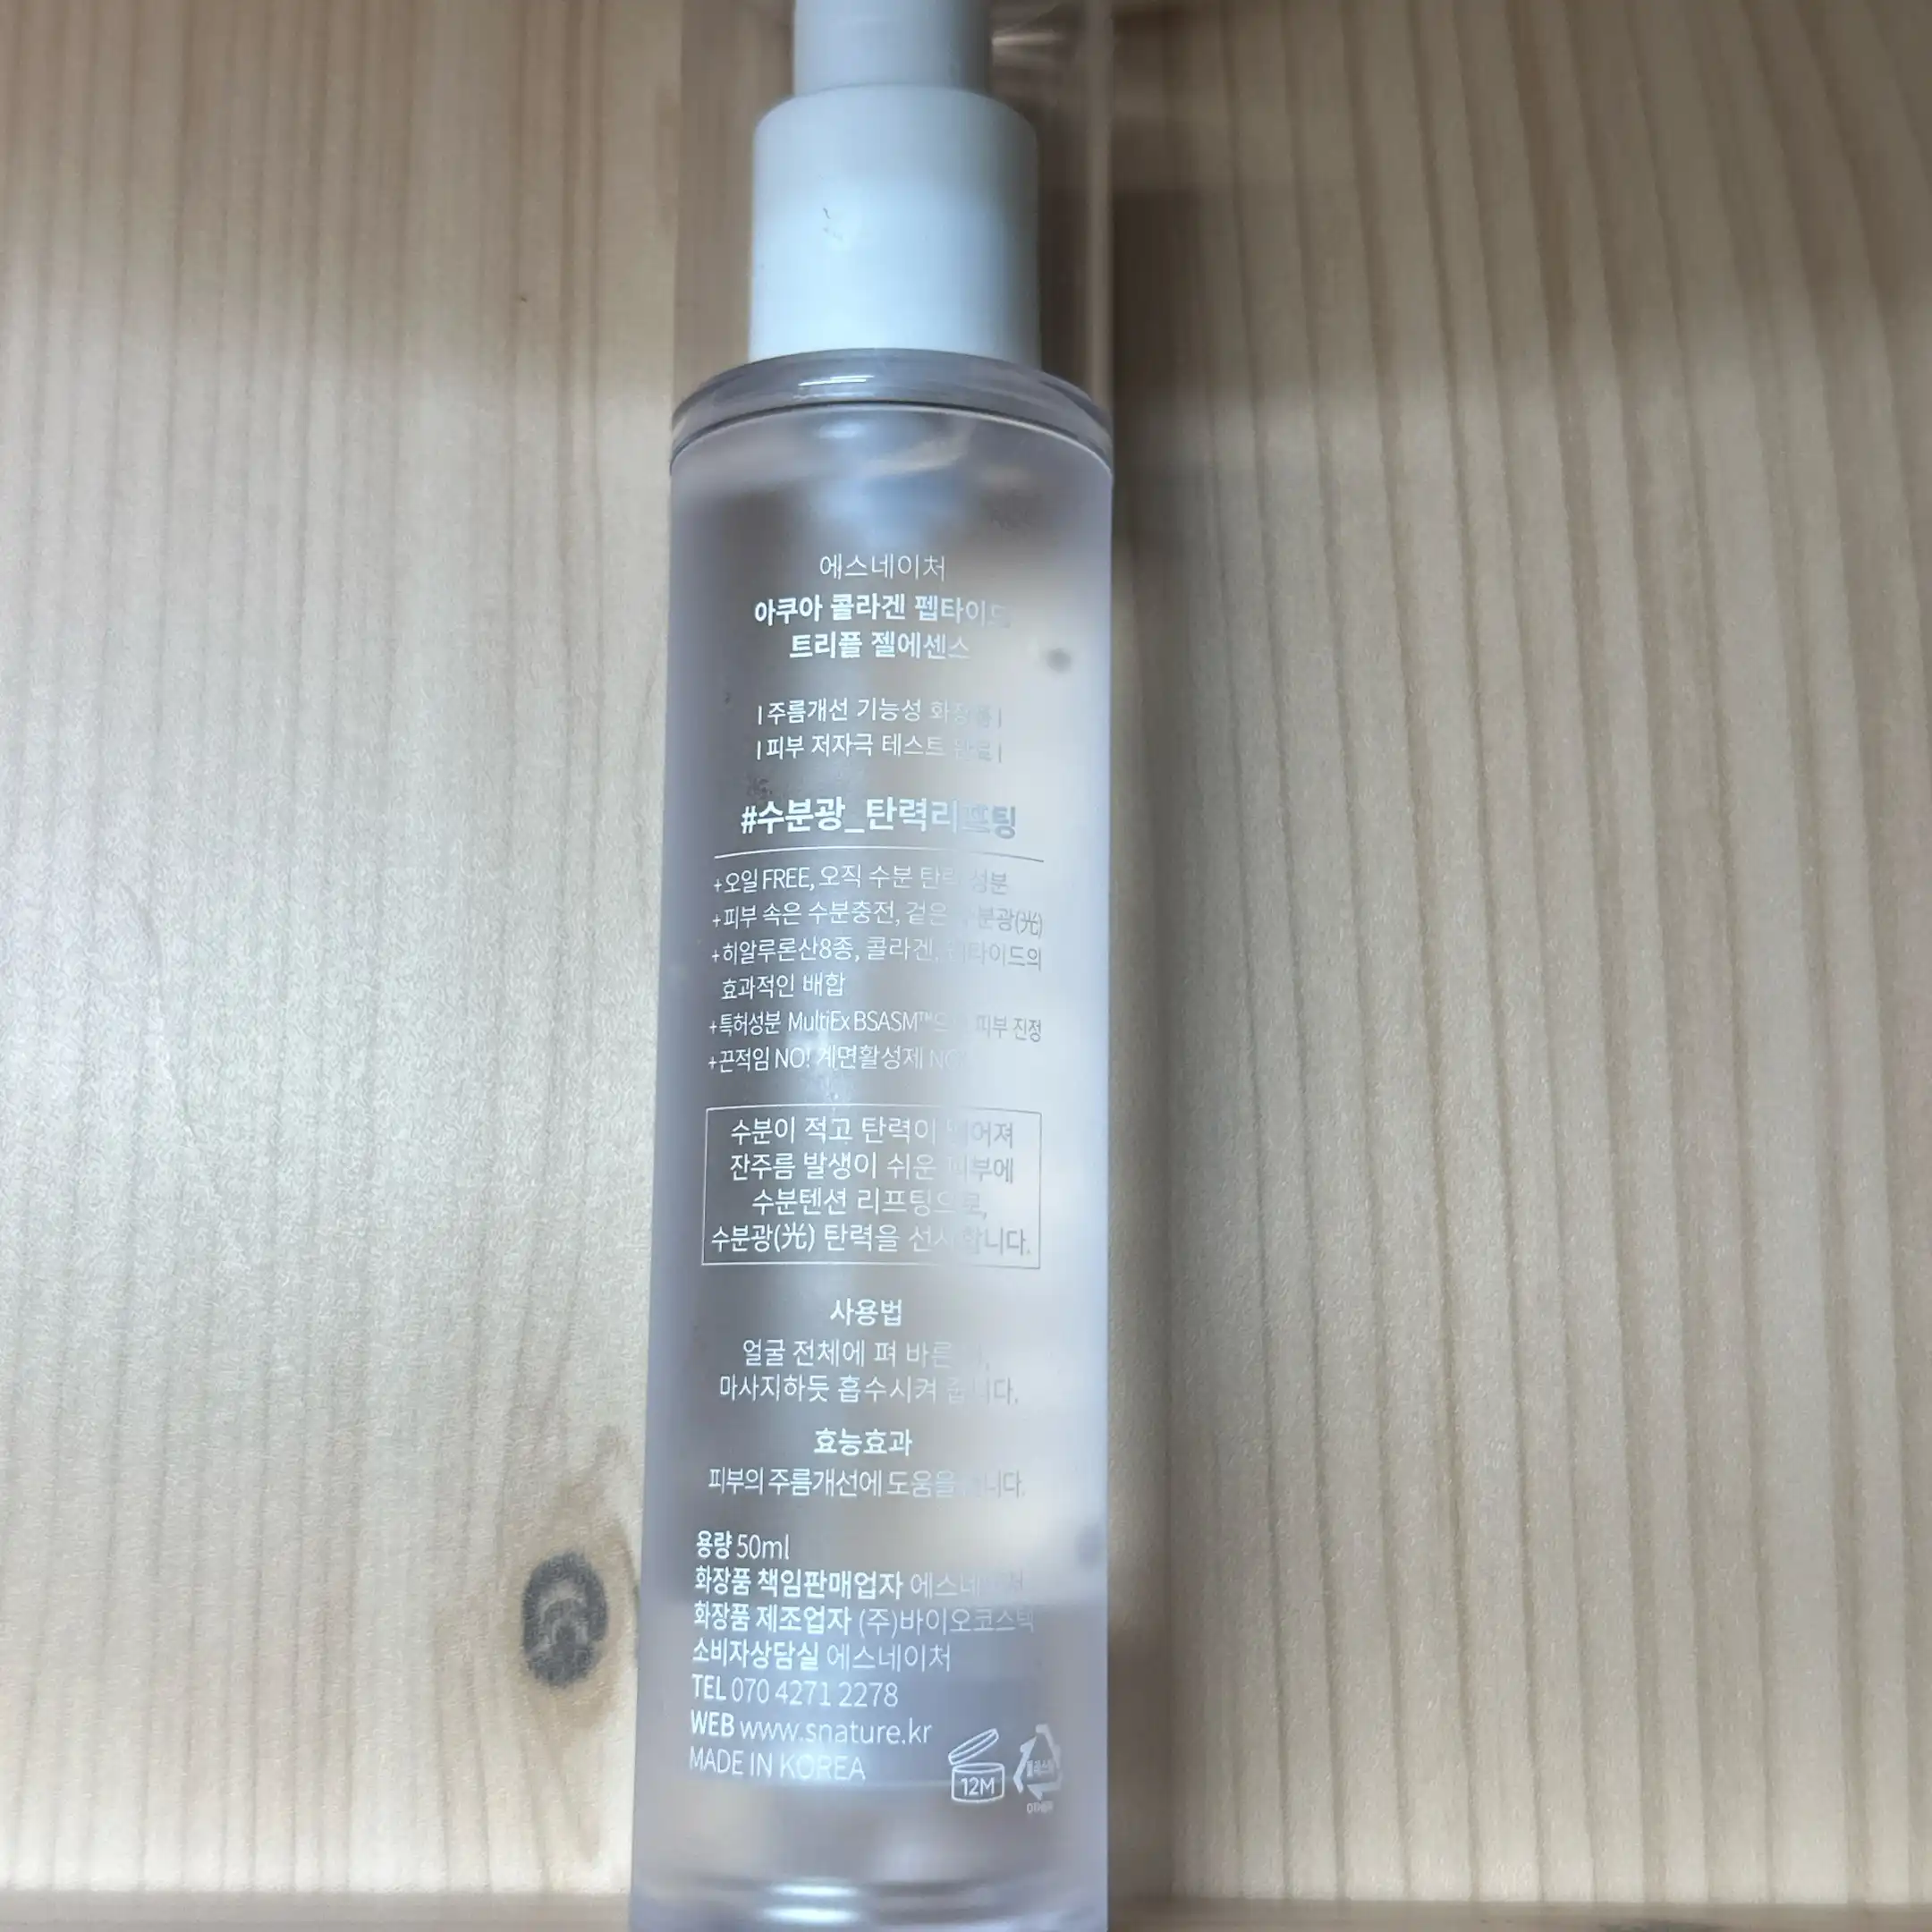 에스네이처
아쿠아 콜라겐 펩타이드
트리플 젤에센스
| 주름개선 기능성 화장품 |
| 피부 저자극 테스트 완료 |
#수분광_탄력리프팅
+오일 FREE, 오직 수분 탄력 성분
+피부 속은 수분충전, 겉은 수분광(光)
+히알루론산8종, 콜라겐, 펩타이드의
효과적인 배합
+특허성분 MultiEx BSASM™으로 피부 진정
+끈적임 NO! 계면활성제 NO!
수분이 적고 탄력이 떨어져
잔주름 발생이 쉬운 피부에
수분텐션 리프팅으로,
수분광(光) 탄력을 선사합니다.
사용법
얼굴 전체에 펴 바른
마사지하듯 흡수시켜 줍니다.
효능효과
피부의 주름개선에 도움을 줍니다.
용량 50ml
화장품 책임판매업자 에스네이처
화장품 제조업자 (주)바이오코스텍
소비자상담실 에스네이처
TEL 070 4271 2278
WEB www.snature.kr
MADE IN KOREA
12M
플라스틱